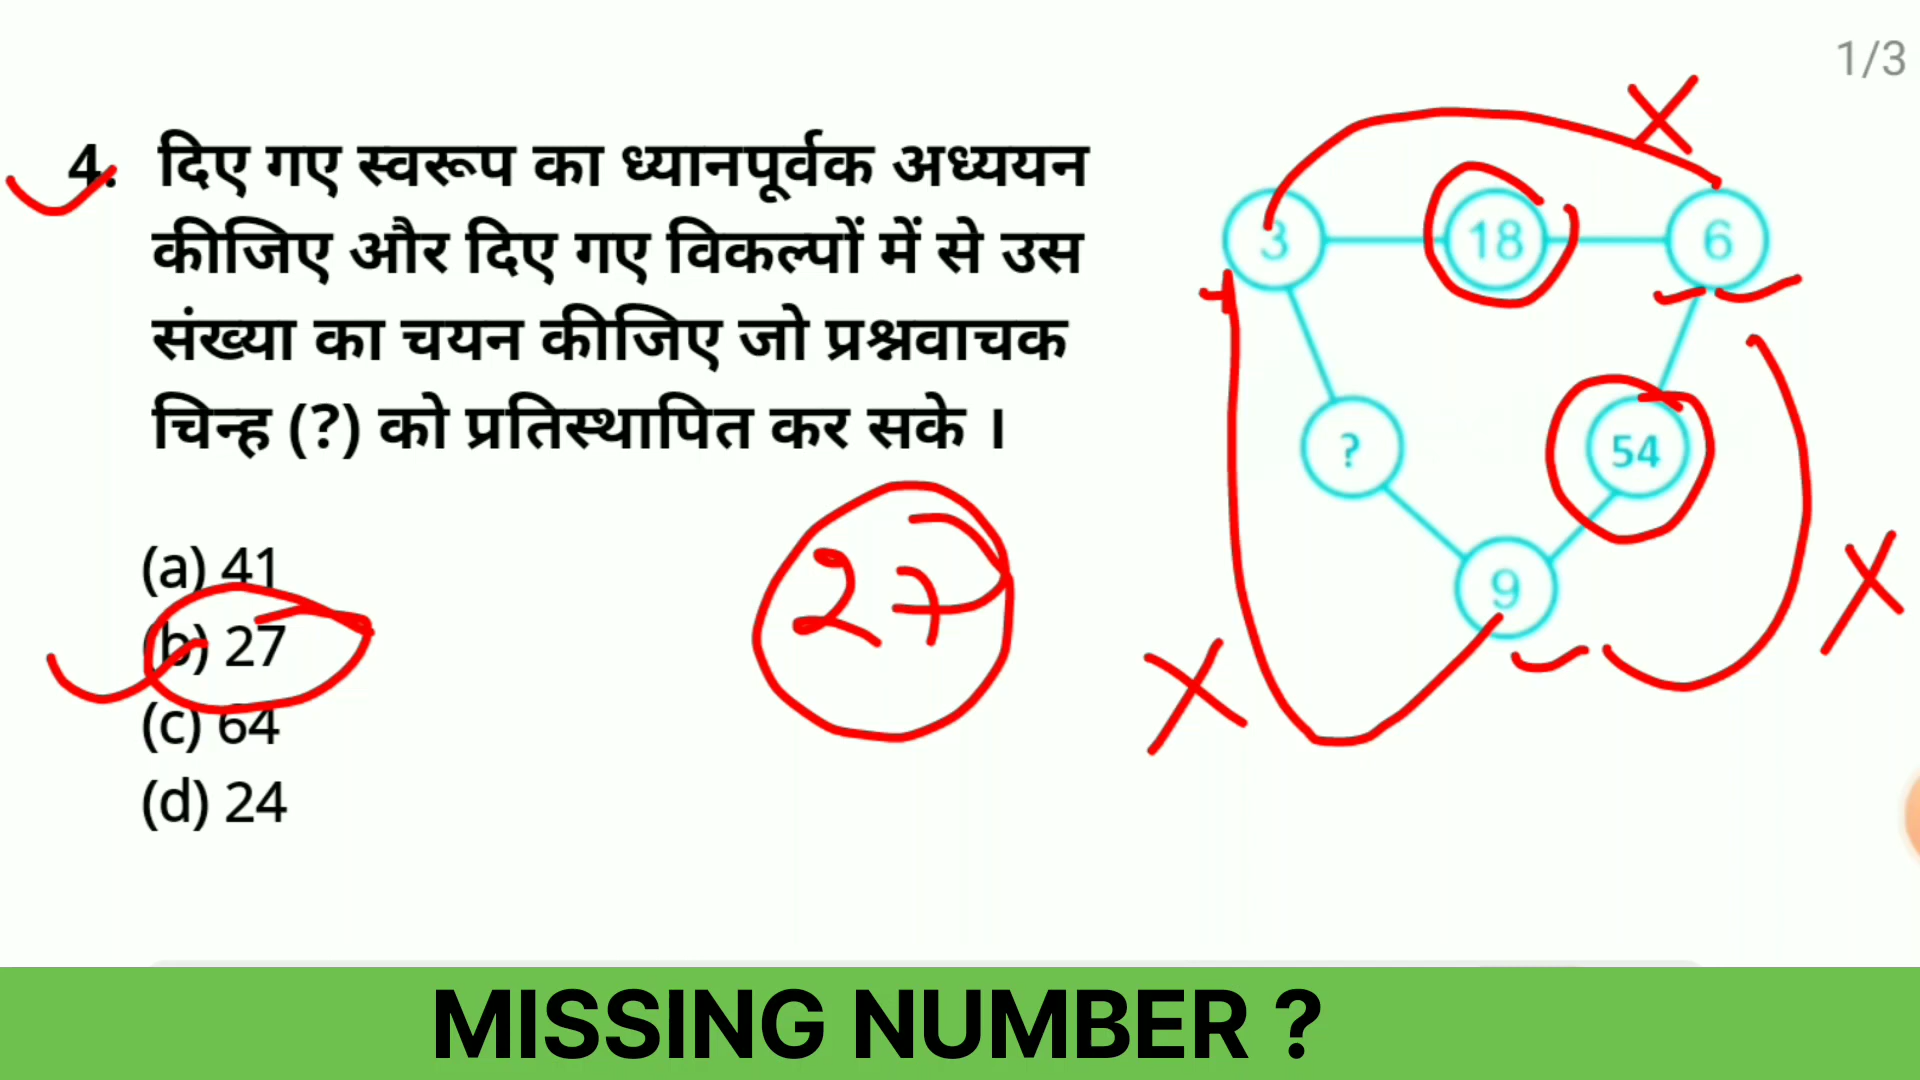 1/3
4. दिए गए स्वरूप का ध्यानपूर्वक अध्ययन
कीजिए और दिए गए विकल्पों में से उस
संख्या का चयन कीजिए जो प्रश्नवाचक
चिन्ह (?) को प्रतिस्थापित कर सके ।
(a) 41
(b) 27
(c) 64
(d) 24
27
3 18 6
? 54
9
X
X
X
MISSING NUMBER ?